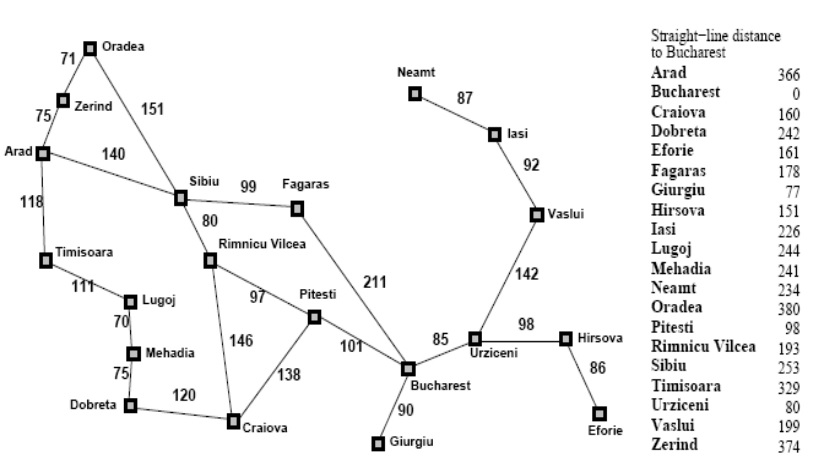 Oradea
71
Zerind
75
151
Arad
140
118
Sibiu
99
Fagaras
80
Rimnicu Vilcea
Timisoara
111
Lugoj
70
Mehadia
75
Dobreta
120
Craiova
146
97
Pitesti
138
101
211
Bucharest
90
Giurgiu
85
Urziceni
98
Hirsova
86
Eforie
142
Vaslui
92
Iasi
87
Neamt
Straight-line distance
to Bucharest
Arad 366
Bucharest 0
Craiova 160
Dobreta 242
Eforie 161
Fagaras 178
Giurgiu 77
Hirsova 151
Iasi 226
Lugoj 244
Mehadia 241
Neamt 234
Oradea 380
Pitesti 98
Rimnicu Vilcea 193
Sibiu 253
Timisoara 329
Urziceni 80
Vaslui 199
Zerind 374